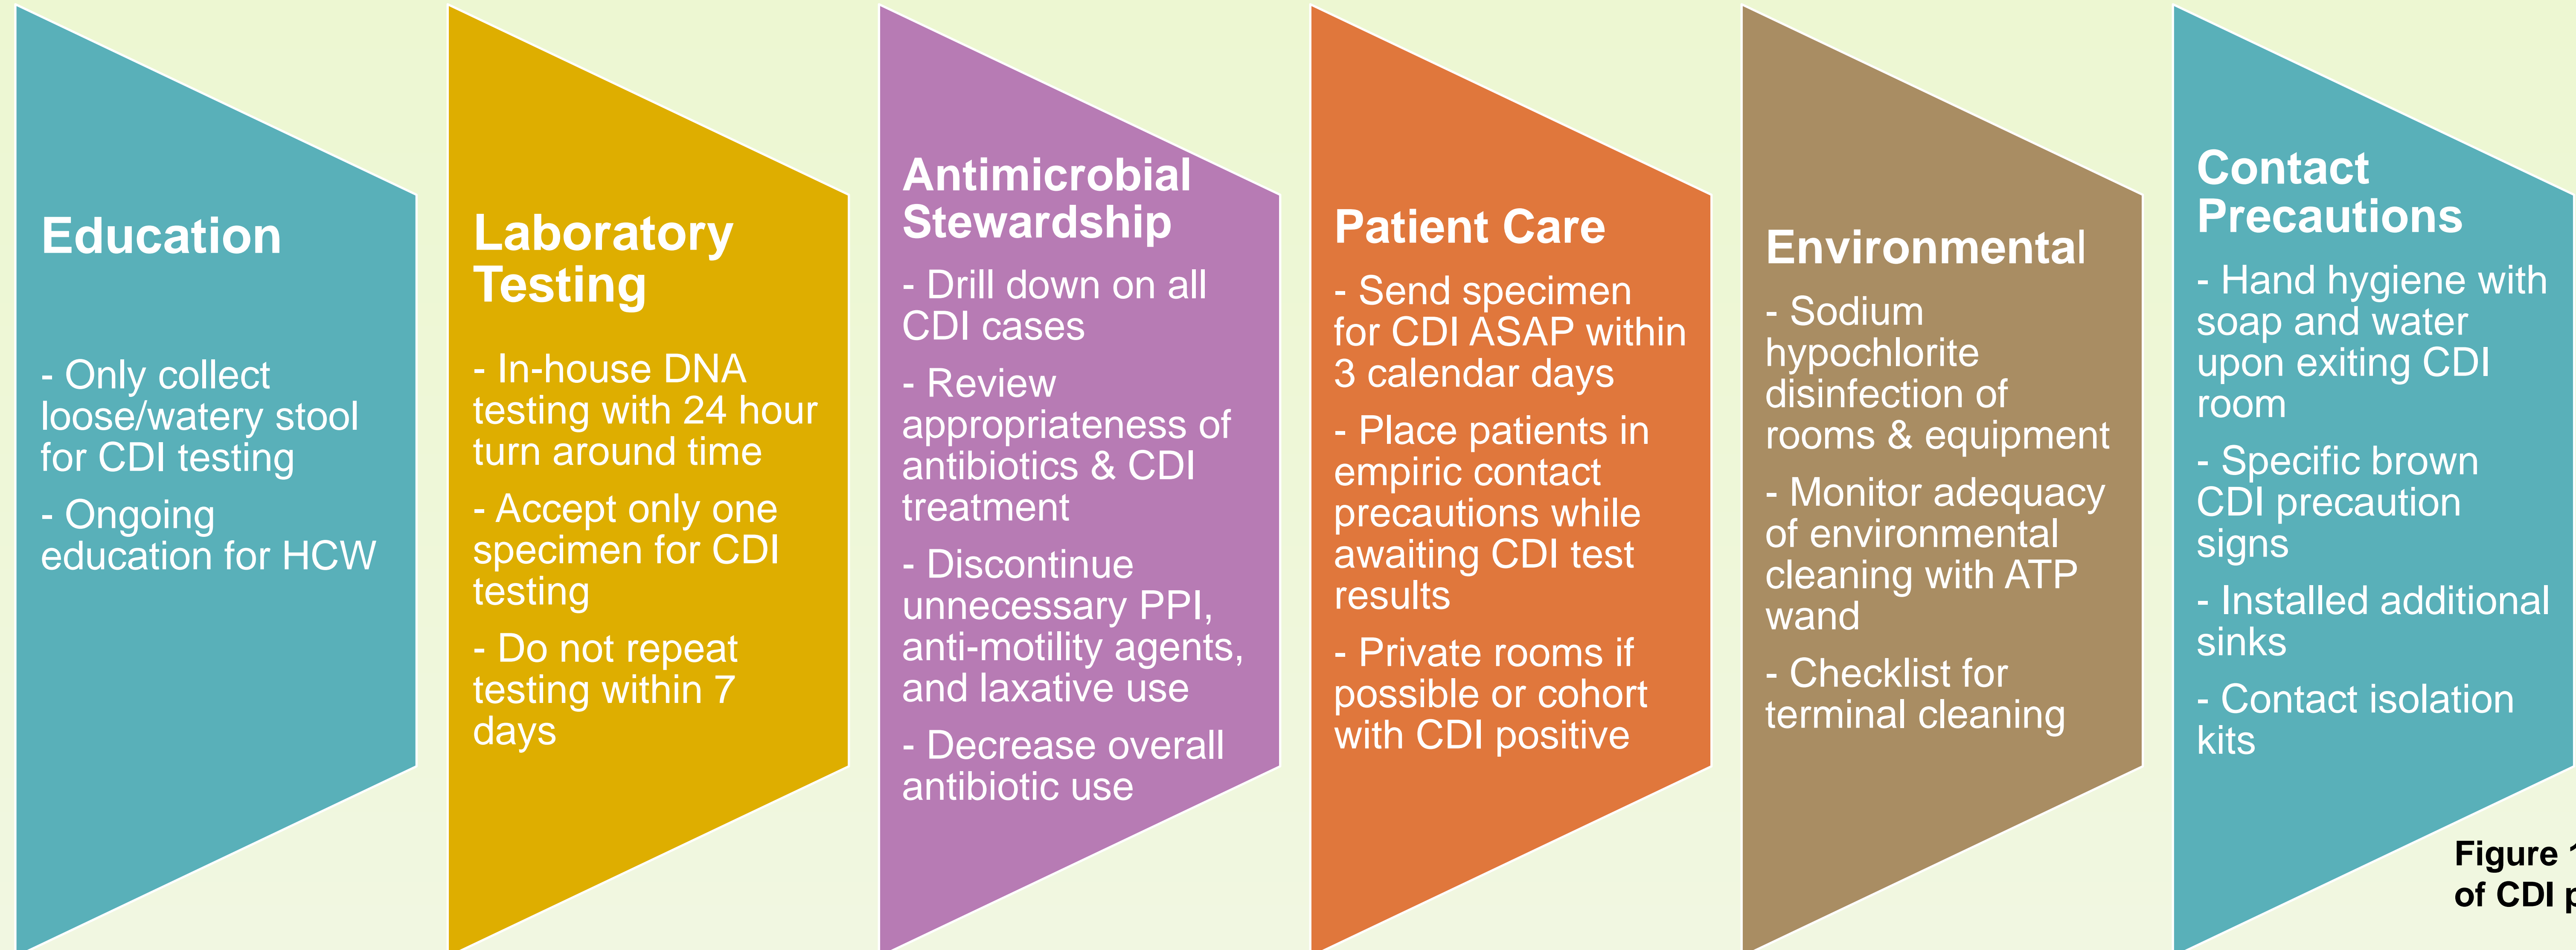 Education
- Only collect
loose/watery stool
for CDI testing
- Ongoing
education for HCW
Laboratory
Testing
- In-house DNA
testing with 24 hour
turn around time
- Accept only one
specimen for CDI
testing
- Do not repeat
testing within 7
days
Antimicrobial
Stewardship
- Drill down on all
CDI cases
- Review
appropriateness of
antibiotics & CDI
treatment
- Discontinue
unnecessary PPI,
anti-motility agents,
and laxative use
- Decrease overall
antibiotic use
Patient Care
- Send specimen
for CDI ASAP within
3 calendar days
- Place patients in
empiric contact
precautions while
awaiting CDI test
results
- Private rooms if
possible or cohort
with CDI positive
Environmental
- Sodium
hypochlorite
disinfection of
rooms & equipment
- Monitor adequacy
of environmental
cleaning with ATP
wand
- Checklist for
terminal cleaning
Contact
Precautions
- Hand hygiene with
soap and water
upon exiting CDI
room
- Specific brown
CDI precaution
signs
- Installed additional
sinks
- Contact isolation
kits
Figure
of CDI